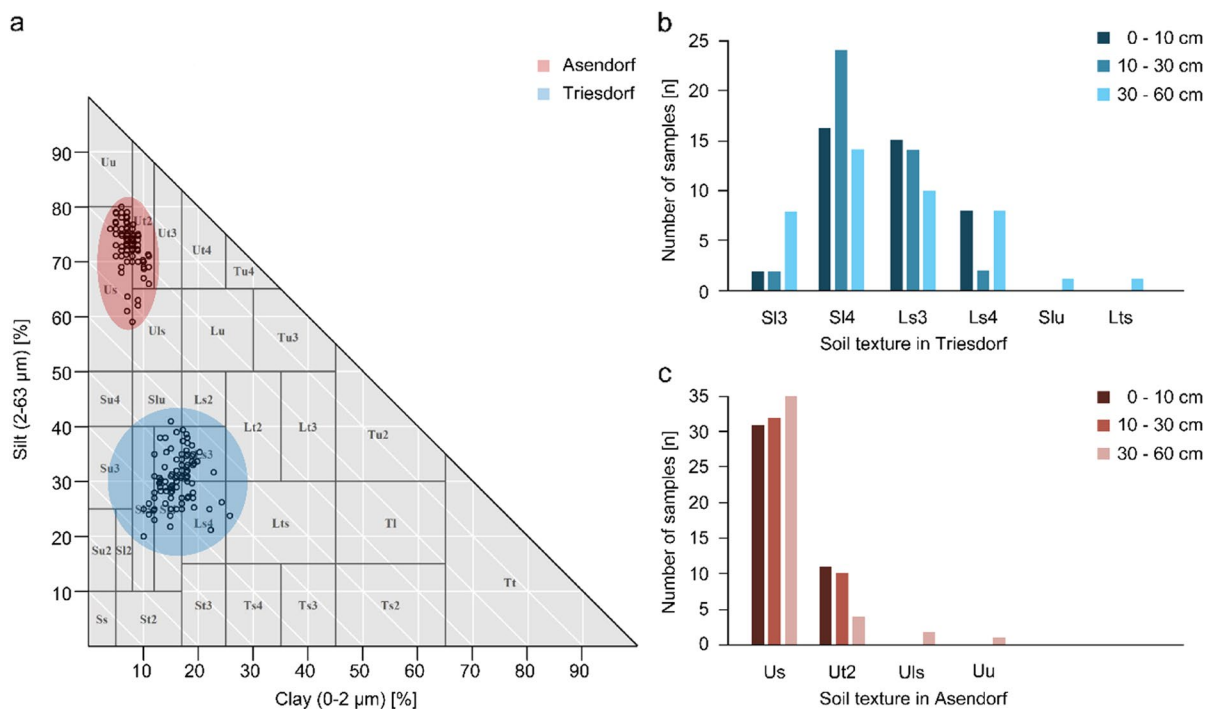 a
Asendorf
Triesdorf
90
80
70
60
50
40
30
20
10
Silt (2-63 µm) [%]
Uu
Ut2
Ut3
Ut4
Tu4
Us
Uls
Lu
Tu3
Su4
Slu
Ls2
Lt2
Lt3
Tu2
Su3
Ls4
Lts
Tl
Su2
Sl2
Tt
Ss
St2
St3
Ts4
Ts3
Ts2
10 20 30 40 50 60 70 80 90
Clay (0-2 µm) [%]
b
0 - 10 cm
10 - 30 cm
30 - 60 cm
25
20
15
10
5
0
Number of samples [n]
Sl3 Sl4 Ls3 Ls4 Slu Lts
Soil texture in Triesdorf
c
0 - 10 cm
10 - 30 cm
30 - 60 cm
35
30
25
20
15
10
5
0
Number of samples [n]
Us Ut2 Uls Uu
Soil texture in Asendorf